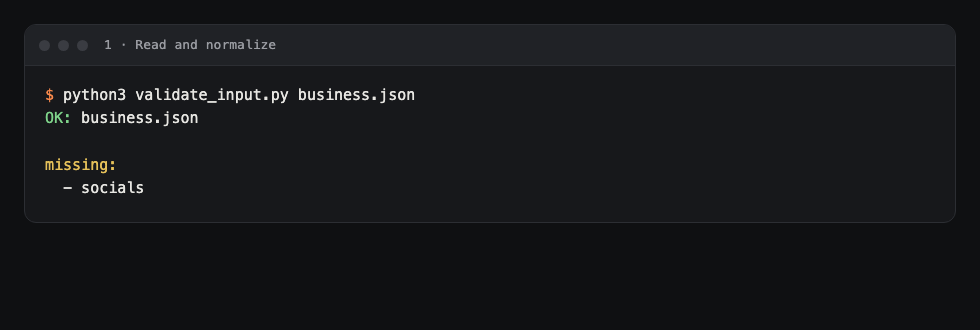 1 · Read and normalize
$ python3 validate_input.py business.json
OK: business.json
missing:
- socials